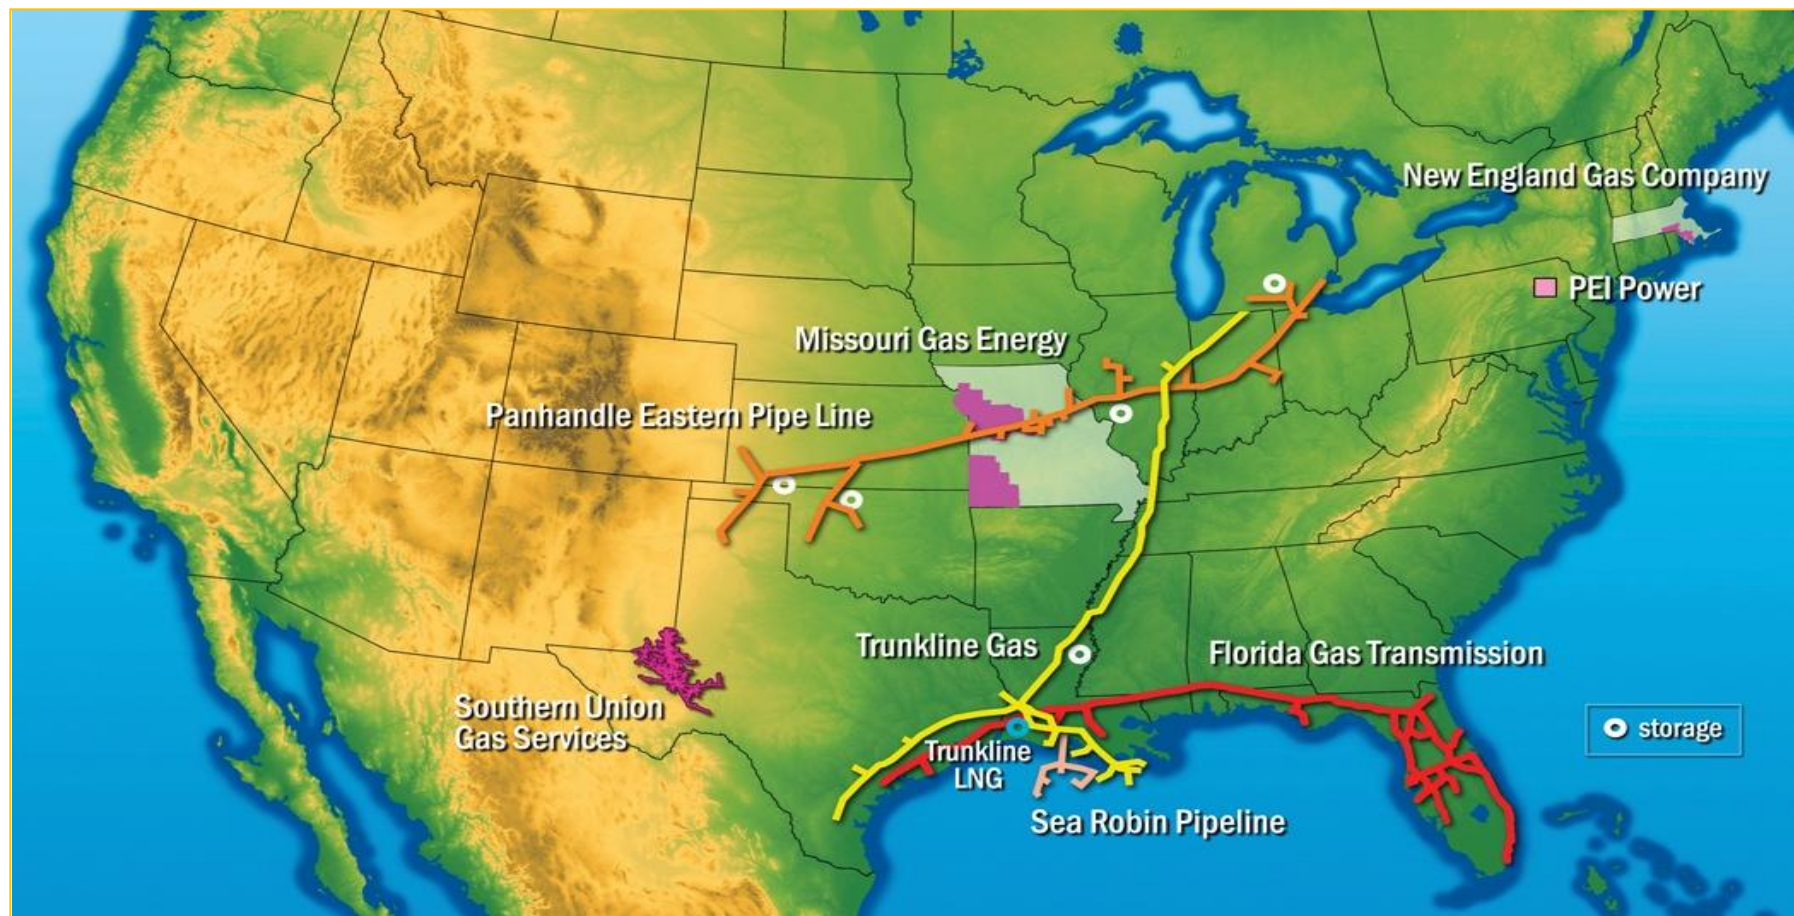 New England Gas Company
PEI Power
Missouri Gas Energy
Panhandle Eastern Pipe Line
Trunkline Gas
Florida Gas Transmission
Southern Union
Gas Services
storage
Trunkline
LNG
Sea Robin Pipeline